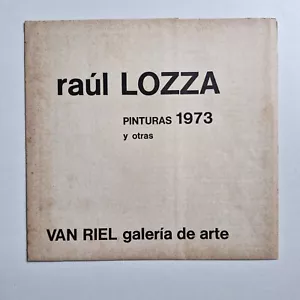 raúl LOZZA
PINTURAS 1973
y otras
VAN RIEL galería de arte